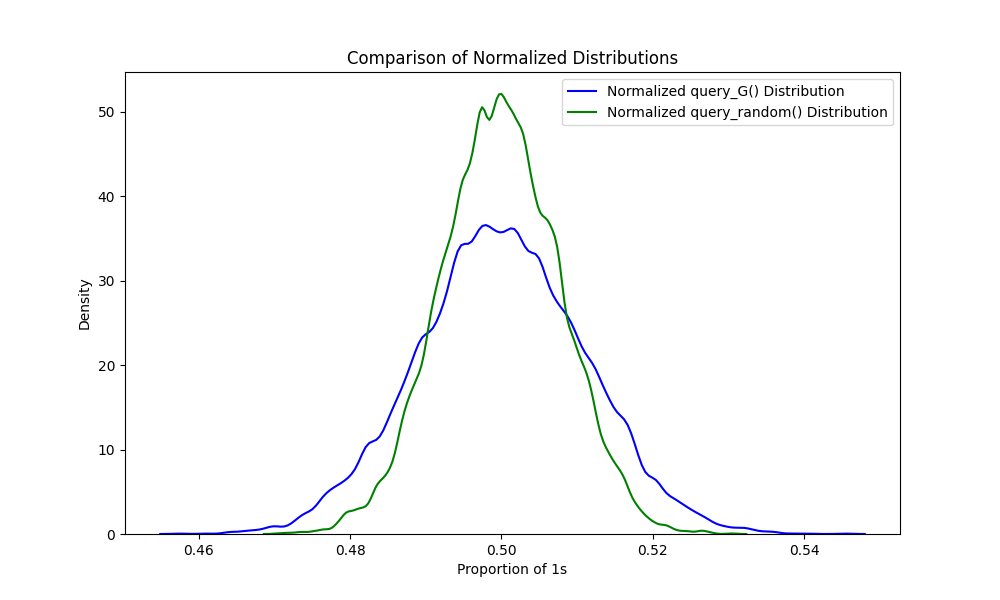 Comparison of Normalized Distributions
Normalized query_G() Distribution
Normalized query_random() Distribution
Density
50
40
30
20
10
0
0.46
0.48
0.50
0.52
0.54
Proportion of 1s